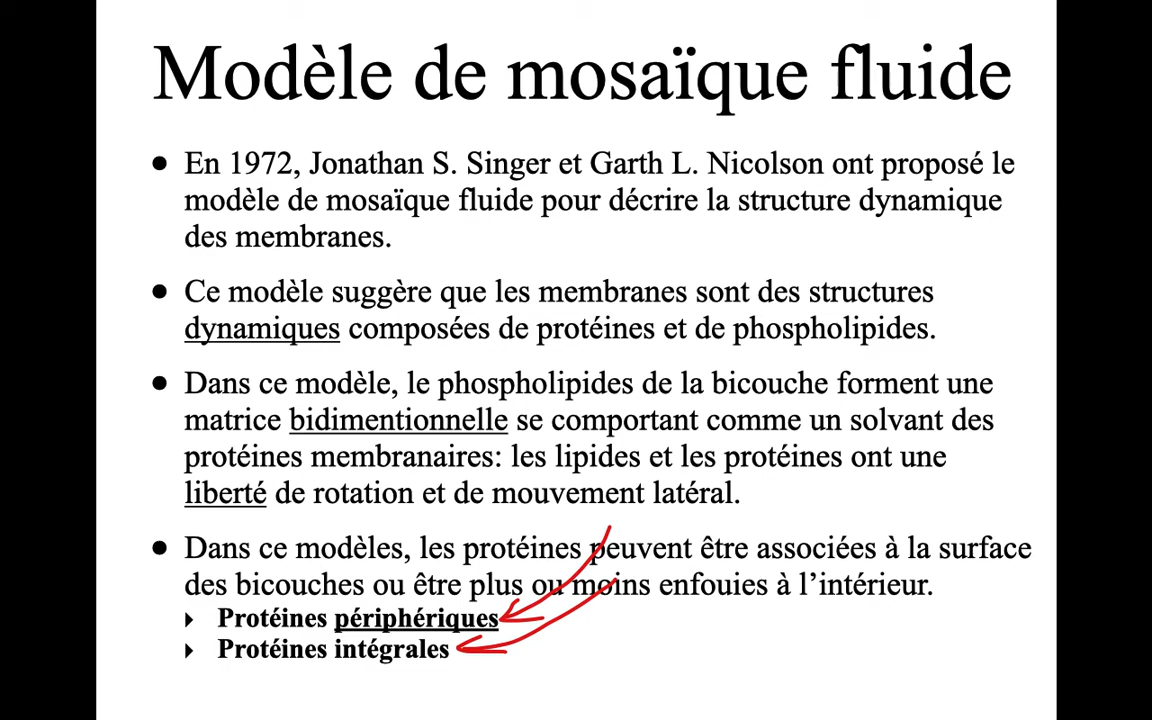 Modèle de mosaïque fluide
● En 1972, Jonathan S. Singer et Garth L. Nicolson ont proposé le
modèle de mosaïque fluide pour décrire la structure dynamique
des membranes.
● Ce modèle suggère que les membranes sont des structures
dynamiques composées de protéines et de phospholipides.
● Dans ce modèle, le phospholipides de la bicouche forment une
matrice bidimentionnelle se comportant comme un solvant des
protéines membranaires: les lipides et les protéines ont une
liberté de rotation et de mouvement latéral.
● Dans ce modèles, les protéines peuvent être associées à la surface
des bicouches ou être plus ou moins enfouies à l’intérieur.
‣ Protéines périphériques
‣ Protéines intégrales